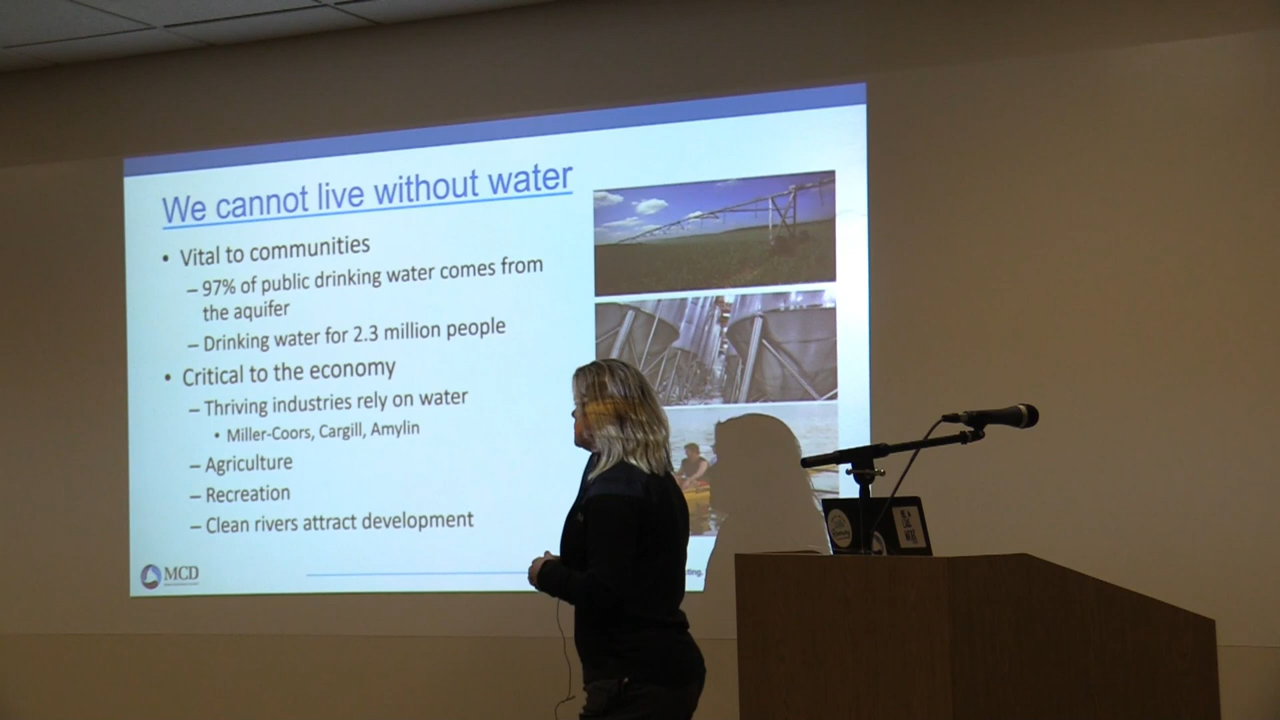 We cannot live without water
• Vital to communities
– 97% of public drinking water comes from
the aquifer
– Drinking water for 2.3 million people
• Critical to the economy
– Thriving industries rely on water
• Miller-Coors, Cargill, Amylin
– Agriculture
– Recreation
– Clean rivers attract development
MCD